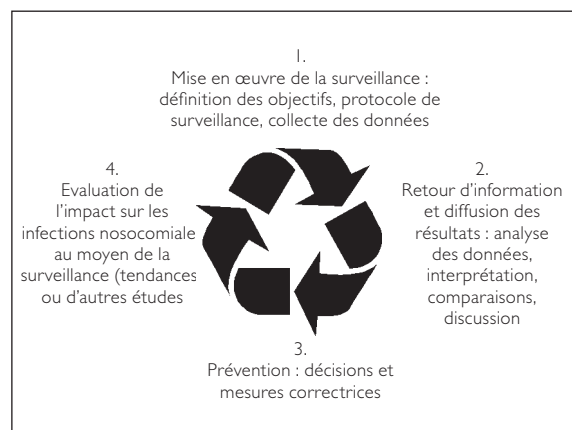 1.
Mise en œuvre de la surveillance :
définition des objectifs, protocole de
surveillance, collecte des données
2.
Retour d’information
et diffusion des
résultats : analyse
des données,
interprétation,
comparaisons,
discussion
3.
Prévention : décisions et
mesures correctrices
4.
Evaluation de
l’impact sur les
infections nosocomiale
au moyen de la
surveillance (tendances
ou d’autres études